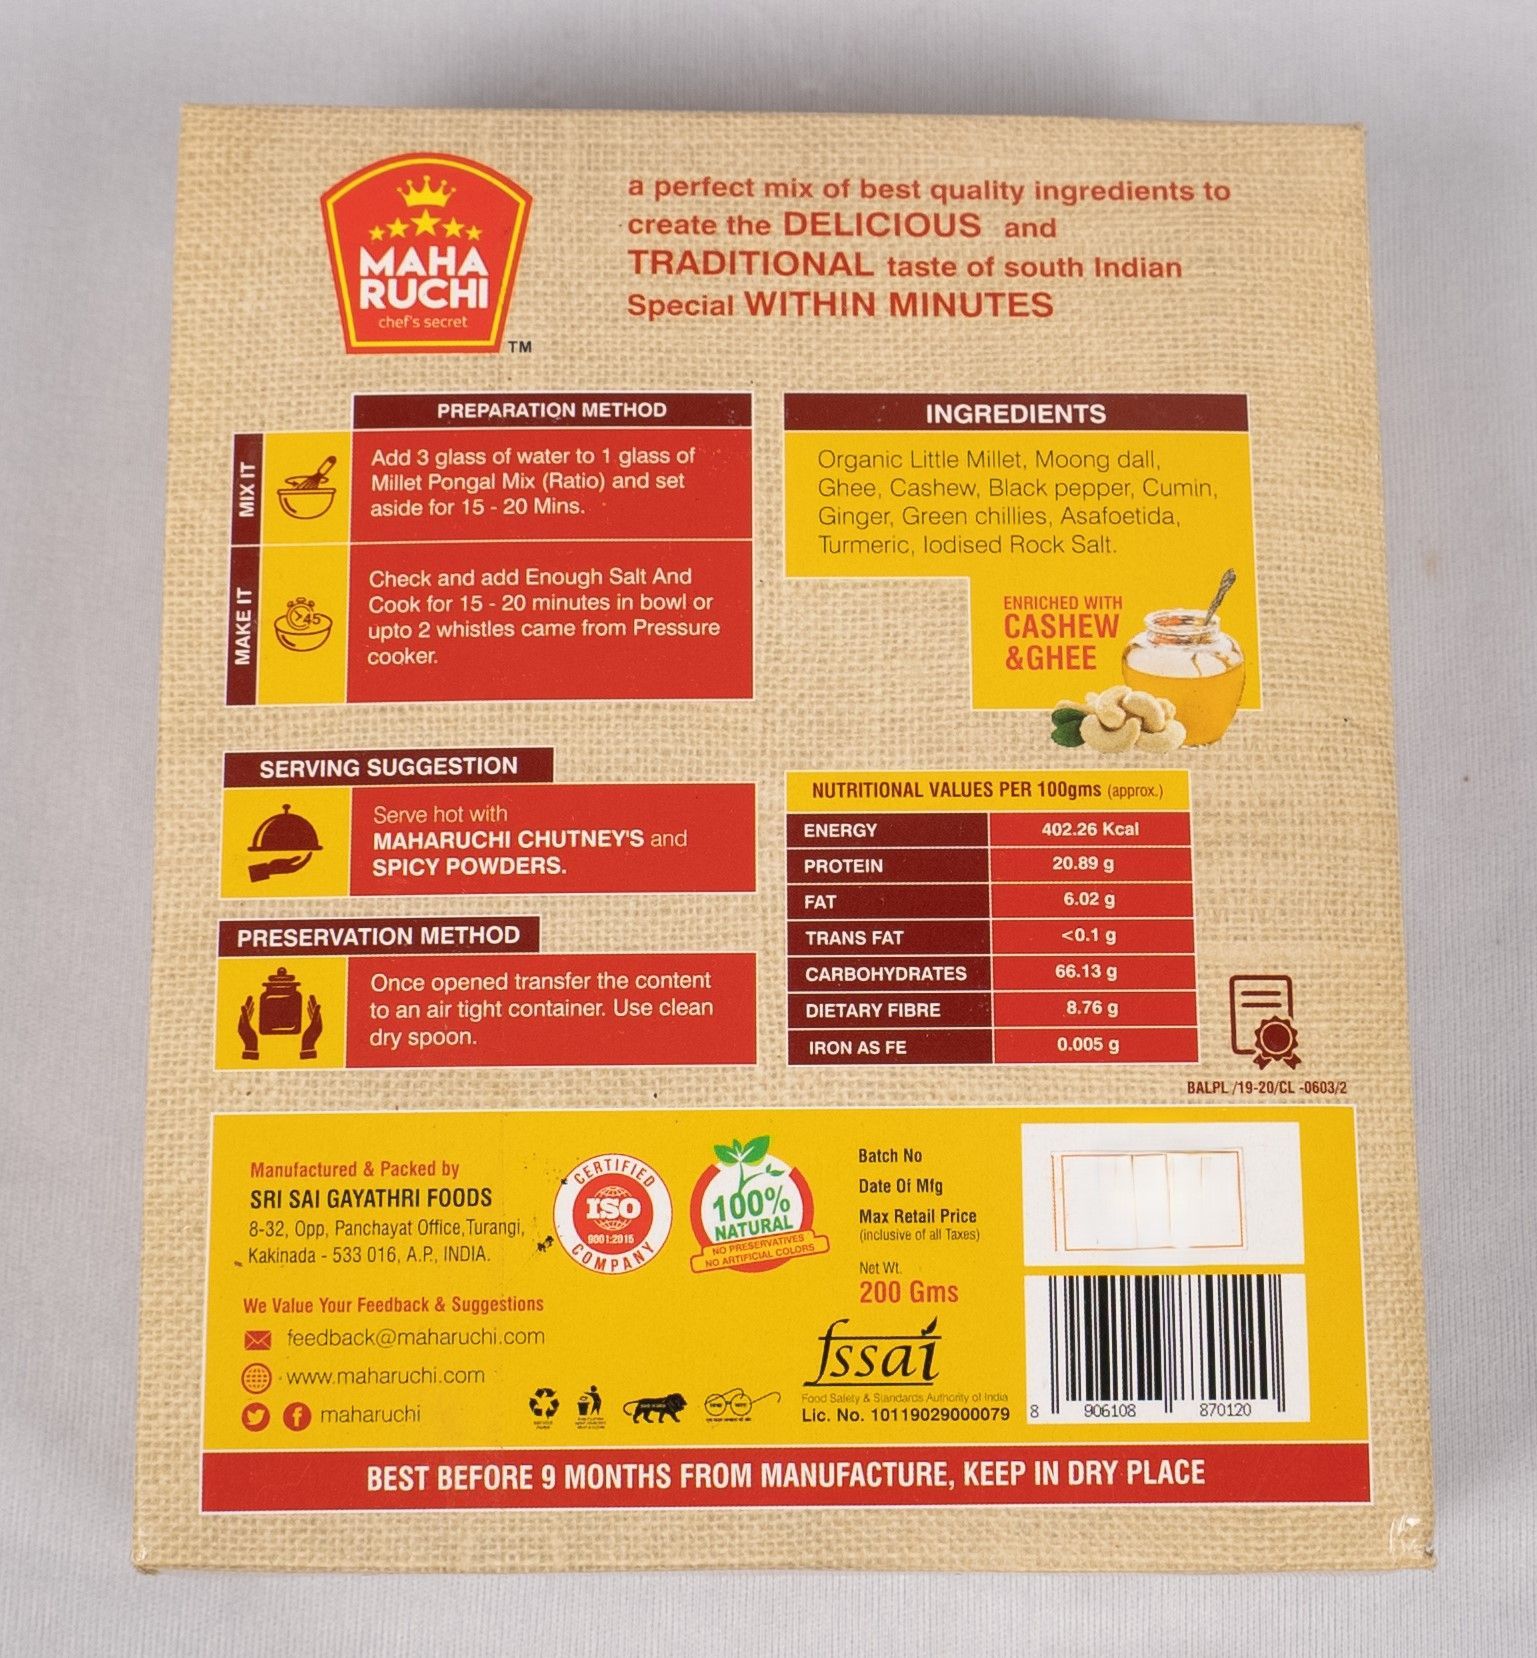 MAHA
RUCHI
chef's secret
TM
a perfect mix of best quality ingredients to
create the DELICIOUS and
TRADITIONAL taste of south Indian
Special WITHIN MINUTES
PREPARATION METHOD
MIX IT
Add 3 glass of water to 1 glass of
Millet Pongal Mix (Ratio) and set
aside for 15 - 20 Mins.
MAKE IT
45
Check and add Enough Salt And
Cook for 15 - 20 minutes in bowl or
upto 2 whistles came from Pressure
cooker.
INGREDIENTS
Organic Little Millet, Moong dall,
Ghee, Cashew, Black pepper, Cumin,
Ginger, Green chillies, Asafoetida,
Turmeric, Iodised Rock Salt.
ENRICHED WITH
CASHEW
&GHEE
SERVING SUGGESTION
Serve hot with
MAHARUCHI CHUTNEY'S and
SPICY POWDERS.
PRESERVATION METHOD
Once opened transfer the content
to an air tight container. Use clean
dry spoon.
NUTRITIONAL VALUES PER 100gms (approx.)
ENERGY 402.26 Kcal
PROTEIN 20.89 g
FAT 6.02 g
TRANS FAT <0.1 g
CARBOHYDRATES 66.13 g
DIETARY FIBRE 8.76 g
IRON AS FE 0.005 g
BALPL /19-20/CL -0603/2
Manufactured & Packed by
SRI SAI GAYATHRI FOODS
8-32, Opp, Panchayat Office,Turangi,
Kakinada - 533 016, A.P., INDIA.
CERTIFIED
ISO
9001:2015
COMPANY
100%
NATURAL
NO PRESERVATIVES
NO ARTIFICIAL COLORS
Batch No
Date Of Mfg
Max Retail Price
(inclusive of all Taxes)
Net Wt.
200 Gms
We Value Your Feedback & Suggestions
feedback@maharuchi.com
www.maharuchi.com
maharuchi
fssai
Food Safety & Standards Authority of India
Lic. No. 10119029000079
8 906108 870120
BEST BEFORE 9 MONTHS FROM MANUFACTURE, KEEP IN DRY PLACE